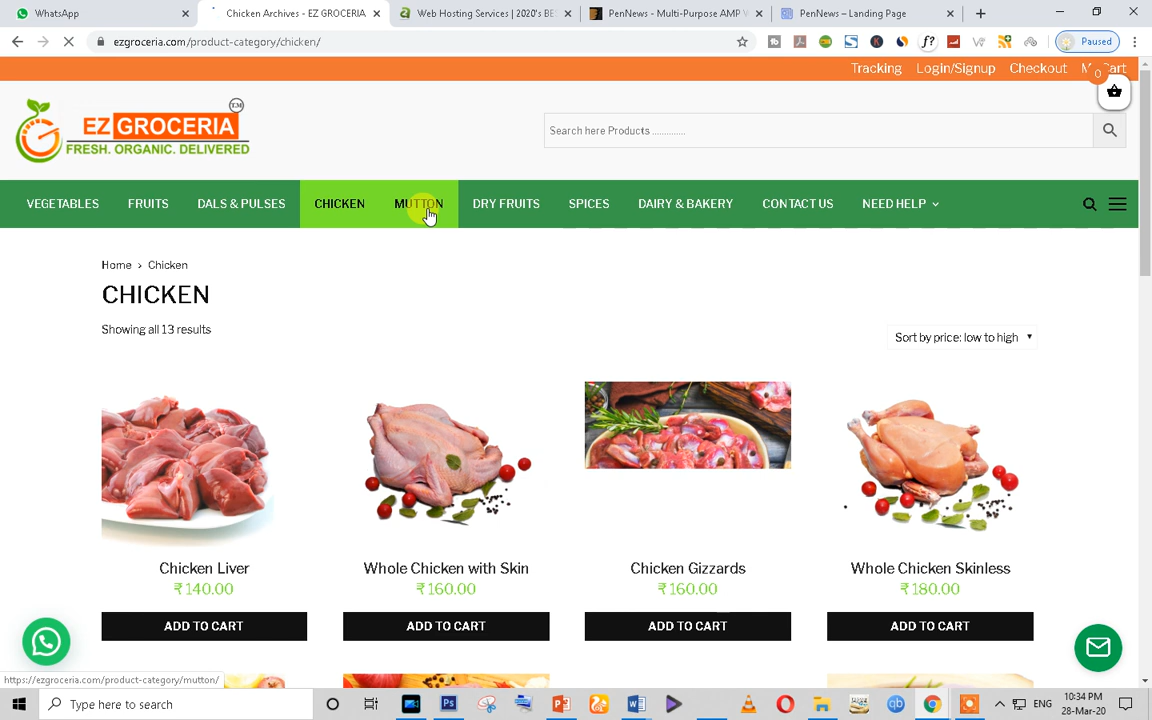 WhatsApp
Chicken Archives - EZ GROCERIA
Web Hosting Services | 2020's BE
PenNews - Multi-Purpose AMP
PenNews – Landing Page
ezgroceria.com/product-category/chicken/
Paused
Tracking Login/Signup Checkout
0
TM
EZ GROCERIA
FRESH. ORGANIC. DELIVERED
Search here Products .............
VEGETABLES FRUITS DALS & PULSES CHICKEN MUTTON DRY FRUITS SPICES DAIRY & BAKERY CONTACT US NEED HELP
Home › Chicken
CHICKEN
Showing all 13 results
Sort by price: low to high
Chicken Liver
₹140.00
ADD TO CART
Whole Chicken with Skin
₹160.00
ADD TO CART
Chicken Gizzards
₹160.00
ADD TO CART
Whole Chicken Skinless
₹180.00
ADD TO CART
https://ezgroceria.com/product-category/mutton/
Type here to search
ENG
10:34 PM
28-Mar-20